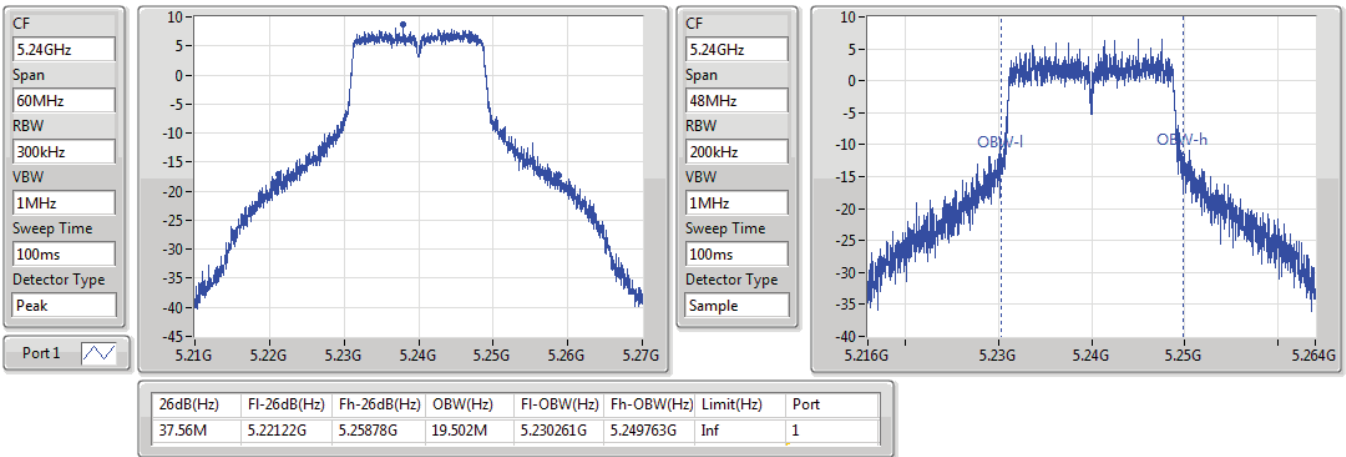 CF
5.24GHz
Span
60MHz
RBW
300kHz
VBW
1MHz
Sweep Time
100ms
Detector Type
Peak
Port 1
10
5
0
-5
-10
-15
-20
-25
-30
-35
-40
-45
5.21G 5.22G 5.23G 5.24G 5.25G 5.26G 5.27G
CF
5.24GHz
Span
48MHz
RBW
200kHz
VBW
1MHz
Sweep Time
100ms
Detector Type
Sample
10
5
0
-5
-10
-15
-20
-25
-30
-35
-40
OBW-l OBW-h
5.216G 5.23G 5.24G 5.25G 5.264G
26dB(Hz) Fl-26dB(Hz) Fh-26dB(Hz) OBW(Hz) Fl-OBW(Hz) Fh-OBW(Hz) Limit(Hz) Port
37.56M 5.22122G 5.25878G 19.502M 5.230261G 5.249763G Inf 1